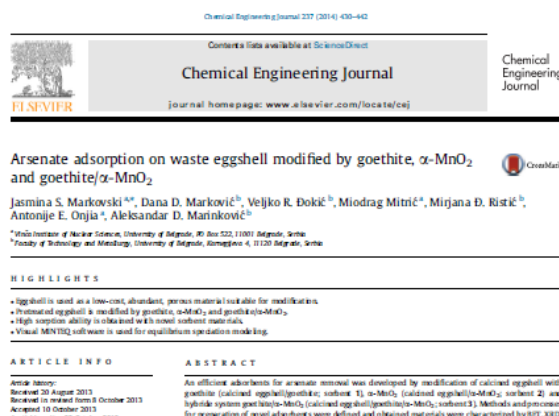 Chemical Engineering Journal 237 (2014) 430–442
Contents lists available at ScienceDirect
Chemical Engineering Journal
journal homepage: www.elsevier.com/locate/cej
ELSEVIER
Chemical
Engineering
Journal
Arsenate adsorption on waste eggshell modified by goethite, α-MnO2
and goethite/α-MnO2
CrossMark
Jasmina S. Markovski a,*, Dana D. Marković b, Veljko R. Đokić b, Miodrag Mitrić a, Mirjana Đ. Ristić b,
Antonije E. Onjia a, Aleksandar D. Marinković b
a Vinča Institute of Nuclear Sciences, University of Belgrade, PO Box 522, 11001 Belgrade, Serbia
b Faculty of Technology and Metallurgy, University of Belgrade, Karnegijeva 4, 11120 Belgrade, Serbia
HIGHLIGHTS
• Eggshell is used as a low-cost, abundant, porous material suitable for modification.
• Pretreated eggshell is modified by goethite, α-MnO2 and goethite/α-MnO2.
• High sorption ability is obtained with novel sorbent materials.
• Visual MINTEQ software is used for equilibrium speciation modeling.
ARTICLE INFO
Article history:
Received 20 August 2013
Received in revised form 8 October 2013
Accepted 10 October 2013
ABSTRACT
An efficient adsorbents for arsenate removal was developed by modification of calcined eggshell with
goethite (calcined eggshell/goethite; sorbent 1), α-MnO2 (calcined eggshell/α-MnO2; sorbent 2) and
hybride system goethite/α-MnO2 (calcined eggshell/goethite/α-MnO2; sorbent 3). Methods and
for preparation of novel adsorbents were defined and obtained materials were characterized by